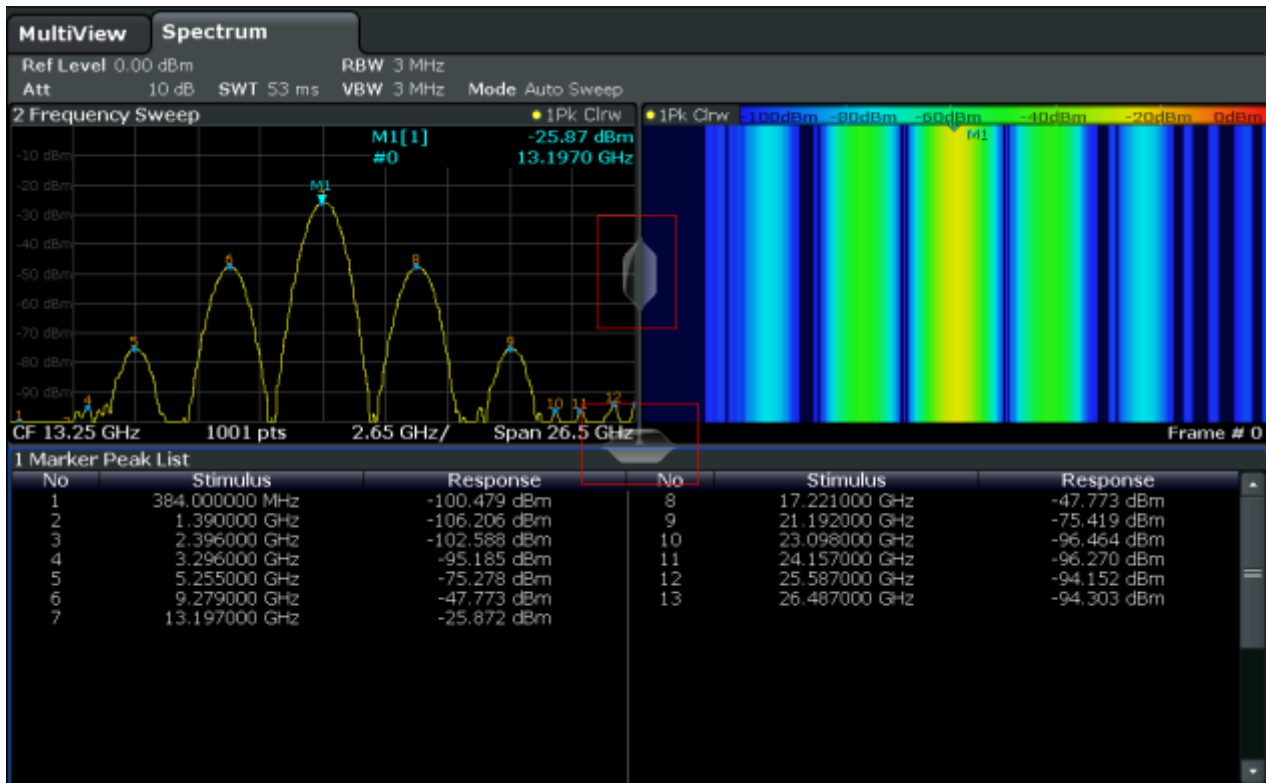 MultiView Spectrum
Ref Level 0.00 dBm RBW 3 MHz
Att 10 dB SWT 53 ms VBW 3 MHz Mode Auto Sweep
2 Frequency Sweep 1Pk Clrw
M1[1] -25.87 dBm
#0 13.1970 GHz
-10 dBm
-20 dBm
M1
-30 dBm
-40 dBm
6 8
-50 dBm
-60 dBm
-70 dBm
5 9
-80 dBm
-90 dBm
1 4 10 11 12
CF 13.25 GHz 1001 pts 2.65 GHz/ Span 26.5 GHz
1Pk Clrw -100dBm -80dBm -60dBm -40dBm -20dBm 0dBm
M1
Frame # 0
1 Marker Peak List
No Stimulus Response No Stimulus Response
1 384.000000 MHz -100.479 dBm 8 17.221000 GHz -47.773 dBm
2 1.390000 GHz -106.206 dBm 9 21.192000 GHz -75.419 dBm
3 2.396000 GHz -102.588 dBm 10 23.098000 GHz -96.464 dBm
4 3.296000 GHz -95.185 dBm 11 24.157000 GHz -96.270 dBm
5 5.255000 GHz -75.278 dBm 12 25.587000 GHz -94.152 dBm
6 9.279000 GHz -47.773 dBm 13 26.487000 GHz -94.303 dBm
7 13.197000 GHz -25.872 dBm